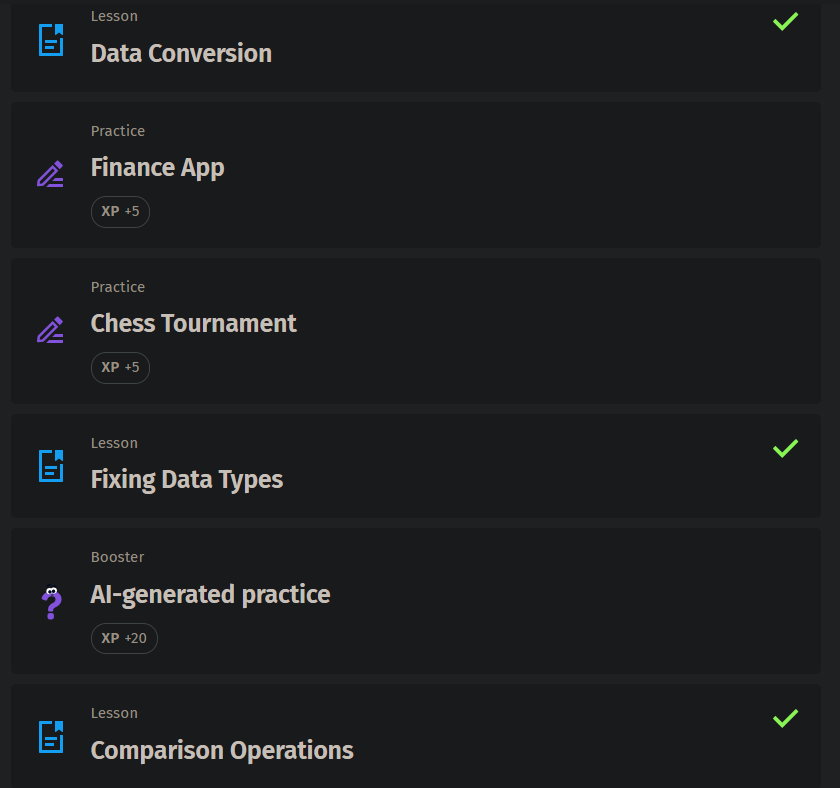 Lesson
Data Conversion
Practice
Finance App
XP +5
Practice
Chess Tournament
XP +5
Lesson
Fixing Data Types
Booster
AI-generated practice
XP +20
Lesson
Comparison Operations